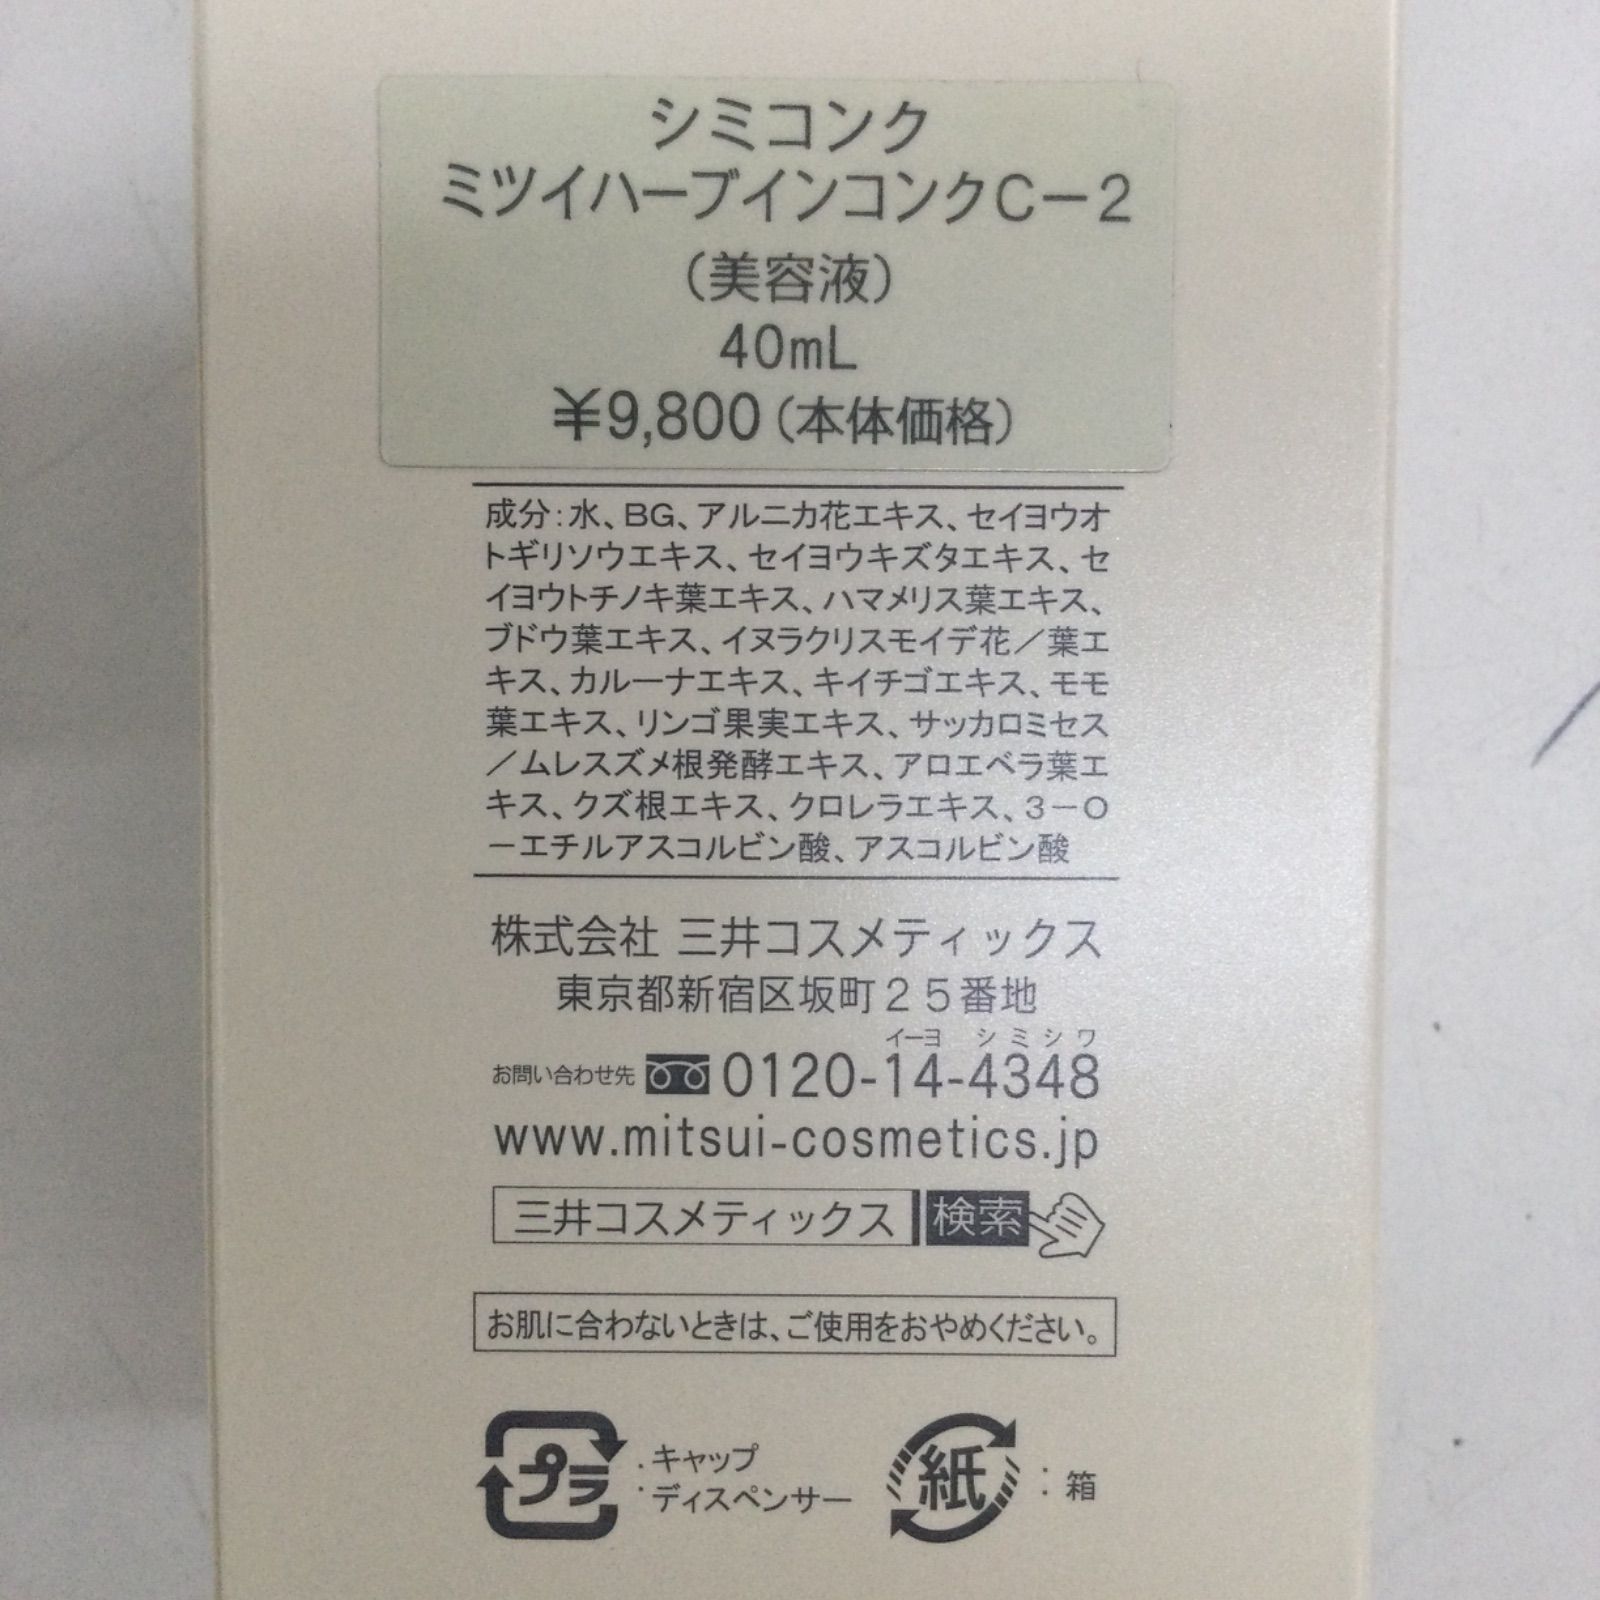 シミコンク
ミツイハーブインコンクC－2
（美容液）
40mL
￥9,800（本体価格）
成分：水、BG、アルニカ花エキス、セイヨウオ
トギリソウエキス、セイヨウキズタエキス、セ
イヨウトチノキ葉エキス、ハマメリス葉エキス、
ブドウ葉エキス、イヌラクリスモイデ花／葉エ
キス、カルーナエキス、キイチゴエキス、モモ
葉エキス、リンゴ果実エキス、サッカロミセス
／ムレスズメ根発酵エキス、アロエベラ葉エ
キス、クズ根エキス、クロレラエキス、3－O
－エチルアスコルビン酸、アスコルビン酸
株式会社 三井コスメティックス
東京都新宿区坂町２５番地
イーヨ シミシワ
お問い合わせ先 0120-14-4348
www.mitsui-cosmetics.jp
三井コスメティックス 検索
お肌に合わないときは、ご使用をおやめください。
プラ：キャップ
ディスペンサー
紙：箱